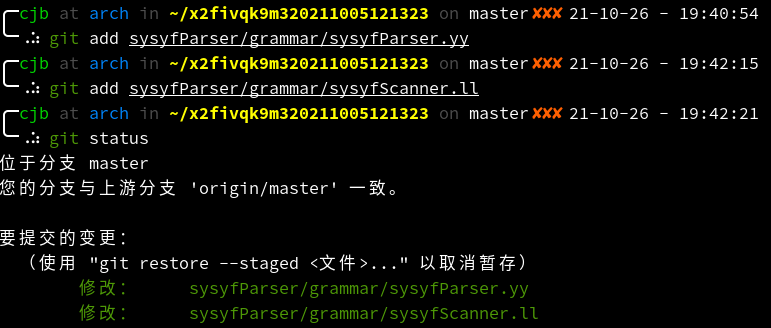 cjb at arch in ~/x2fivqk9m320211005121323 on master✘✘✘ 21-10-26 - 19:40:54
git add sysyfParser/grammar/sysyfParser.yy
cjb at arch in ~/x2fivqk9m320211005121323 on master✘✘✘ 21-10-26 - 19:42:15
git add sysyfParser/grammar/sysyfScanner.ll
cjb at arch in ~/x2fivqk9m320211005121323 on master✘✘✘ 21-10-26 - 19:42:21
git status
位于分支 master
您的分支与上游分支 'origin/master' 一致。
要提交的变更：
（使用 "git restore --staged <文件>..." 以取消暂存）
修改： sysyfParser/grammar/sysyfParser.yy
修改： sysyfParser/grammar/sysyfScanner.ll